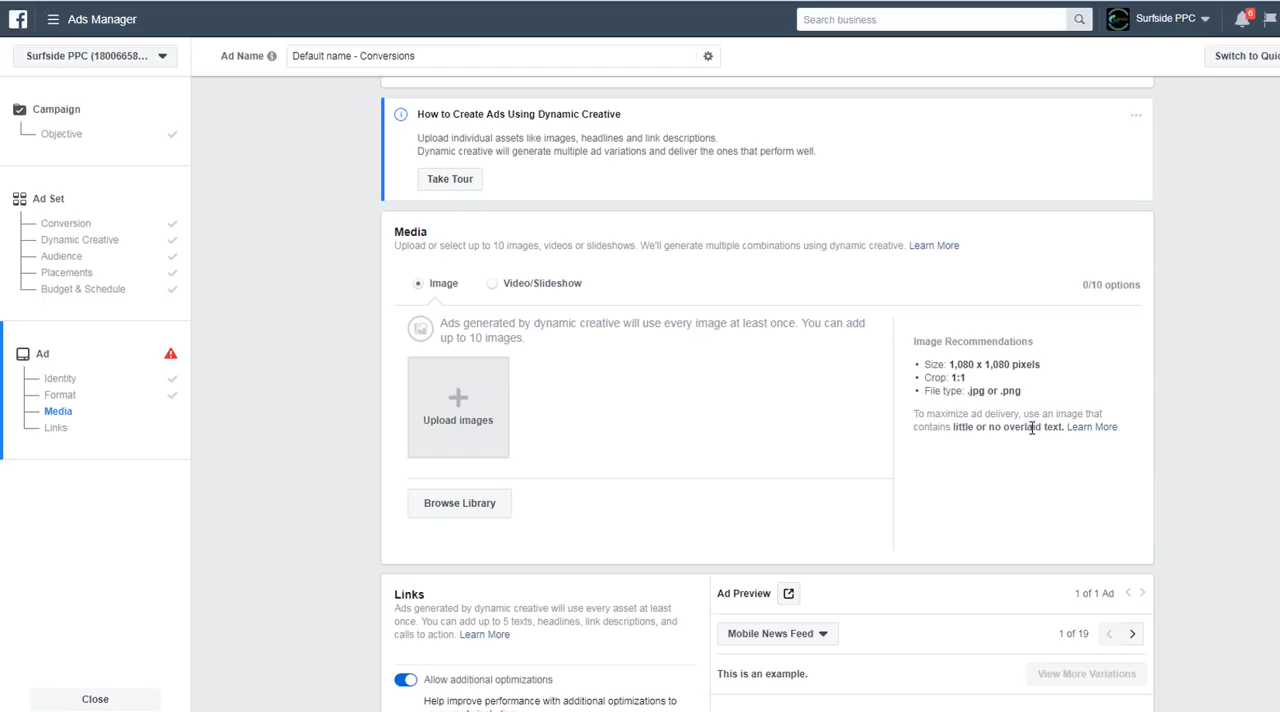 Ads Manager
Search business
Surfside PPC
6
Surfside PPC (18006658...
Ad Name
Default name - Conversions
Switch to Quic
Campaign
Objective
Ad Set
Conversion
Dynamic Creative
Audience
Placements
Budget & Schedule
Ad
Identity
Format
Media
Links
Close
How to Create Ads Using Dynamic Creative
Upload individual assets like images, headlines and link descriptions.
Dynamic creative will generate multiple ad variations and deliver the ones that perform well.
Take Tour
Media
Upload or select up to 10 images, videos or slideshows. We'll generate multiple combinations using dynamic creative. Learn More
Image
Video/Slideshow
0/10 options
Ads generated by dynamic creative will use every image at least once. You can add
up to 10 images.
Upload images
Browse Library
Image Recommendations
• Size: 1,080 x 1,080 pixels
• Crop: 1:1
• File type: .jpg or .png
To maximize ad delivery, use an image that
contains little or no overlaid text. Learn More
Links
Ads generated by dynamic creative will use every asset at least
once. You can add up to 5 texts, headlines, link descriptions, and
calls to action. Learn More
Allow additional optimizations
Help improve performance with additional optimizations to
Ad Preview
1 of 1 Ad
Mobile News Feed
1 of 19
This is an example.
View More Variations